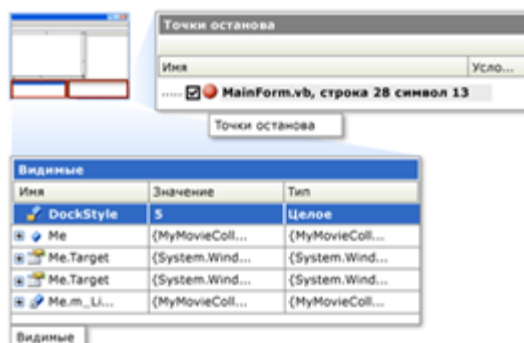 Точки останова
Имя Усло...
MainForm.vb, строка 28 символ 13
Точки останова
Видимые
Имя Значение Тип
DockStyle 5 Целое
Me {MyMovieColl... {MyMovieColl...
Me.Target {System.Wind... {System.Wind...
Me.Target {System.Wind... {System.Wind...
Me.m_Li... {MyMovieColl... {MyMovieColl...
Видимые